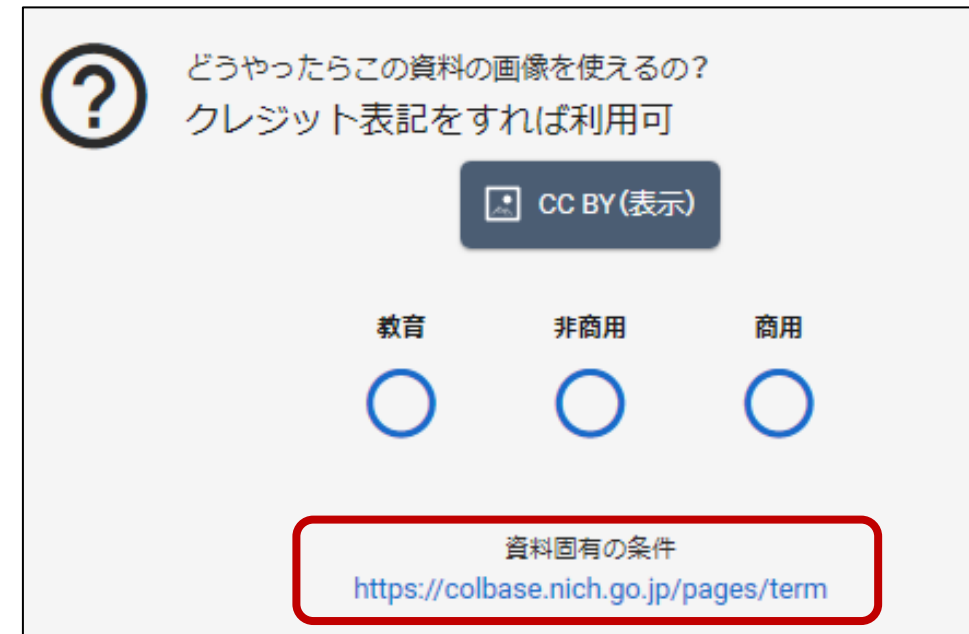 どうやったらこの資料の画像を使えるの？
クレジット表記をすれば利用可
CC BY(表示)
教育 非商用 商用
資料固有の条件
https://colbase.nich.go.jp/pages/term